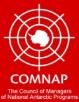 COMNAP
The Council of Managers
of National Antarctic Programs